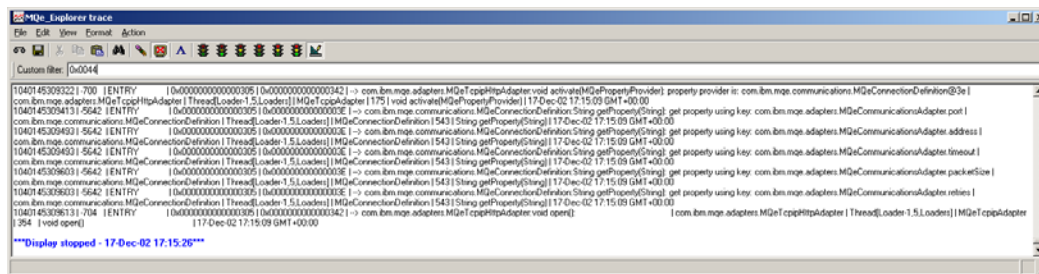 MQe_Explorer trace
File Edit View Format Action
Custom filter: 0x0044
1040145309322 | -700 | ENTRY | 0x0000000000000305 | 0x0000000000000342 | --> com.ibm.mqe.adapters.MQeTcpipHttpAdapter:void activate(MQePropertyProvider): property provider is: com.ibm.mqe.communications.MQeConnectionDefinition@3e |
com.ibm.mqe.adapters.MQeTcpipHttpAdapter | Thread[Loader-1,5,Loaders] | MQeTcpipAdapter | 175 | void activate(MQePropertyProvider) | 17-Dec-02 17:15:09 GMT+00:00
1040145309413 | -5642 | ENTRY | 0x0000000000000305 | 0x000000000000003E | --> com.ibm.mqe.communications.MQeConnectionDefinition:String getProperty(String): get property using key: com.ibm.mqe.adapters.MQeCommunicationsAdapter.port |
com.ibm.mqe.communications.MQeConnectionDefinition | Thread[Loader-1,5,Loaders] | MQeConnectionDefinition | 543 | String getProperty(String) | 17-Dec-02 17:15:09 GMT+00:00
1040145309493 | -5642 | ENTRY | 0x0000000000000305 | 0x000000000000003E | --> com.ibm.mqe.communications.MQeConnectionDefinition:String getProperty(String): get property using key: com.ibm.mqe.adapters.MQeCommunicationsAdapter.address |
com.ibm.mqe.communications.MQeConnectionDefinition | Thread[Loader-1,5,Loaders] | MQeConnectionDefinition | 543 | String getProperty(String) | 17-Dec-02 17:15:09 GMT+00:00
1040145309493 | -5642 | ENTRY | 0x0000000000000305 | 0x000000000000003E | --> com.ibm.mqe.communications.MQeConnectionDefinition:String getProperty(String): get property using key: com.ibm.mqe.adapters.MQeCommunicationsAdapter.timeout |
com.ibm.mqe.communications.MQeConnectionDefinition | Thread[Loader-1,5,Loaders] | MQeConnectionDefinition | 543 | String getProperty(String) | 17-Dec-02 17:15:09 GMT+00:00
1040145309603 | -5642 | ENTRY | 0x0000000000000305 | 0x000000000000003E | --> com.ibm.mqe.communications.MQeConnectionDefinition:String getProperty(String): get property using key: com.ibm.mqe.adapters.MQeCommunicationsAdapter.packetSize |
com.ibm.mqe.communications.MQeConnectionDefinition | Thread[Loader-1,5,Loaders] | MQeConnectionDefinition | 543 | String getProperty(String) | 17-Dec-02 17:15:09 GMT+00:00
1040145309603 | -5642 | ENTRY | 0x0000000000000305 | 0x000000000000003E | --> com.ibm.mqe.communications.MQeConnectionDefinition:String getProperty(String): get property using key: com.ibm.mqe.adapters.MQeCommunicationsAdapter.retries |
com.ibm.mqe.communications.MQeConnectionDefinition | Thread[Loader-1,5,Loaders] | MQeConnectionDefinition | 543 | String getProperty(String) | 17-Dec-02 17:15:09 GMT+00:00
1040145309613 | -704 | ENTRY | 0x0000000000000305 | 0x0000000000000342 | --> com.ibm.mqe.adapters.MQeTcpipHttpAdapter:void open(): | com.ibm.mqe.adapters.MQeTcpipHttpAdapter | Thread[Loader-1,5,Loaders] | MQeTcpipAdapter
| 354 | void open() | 17-Dec-02 17:15:09 GMT+00:00
***Display stopped - 17-Dec-02 17:15:26***